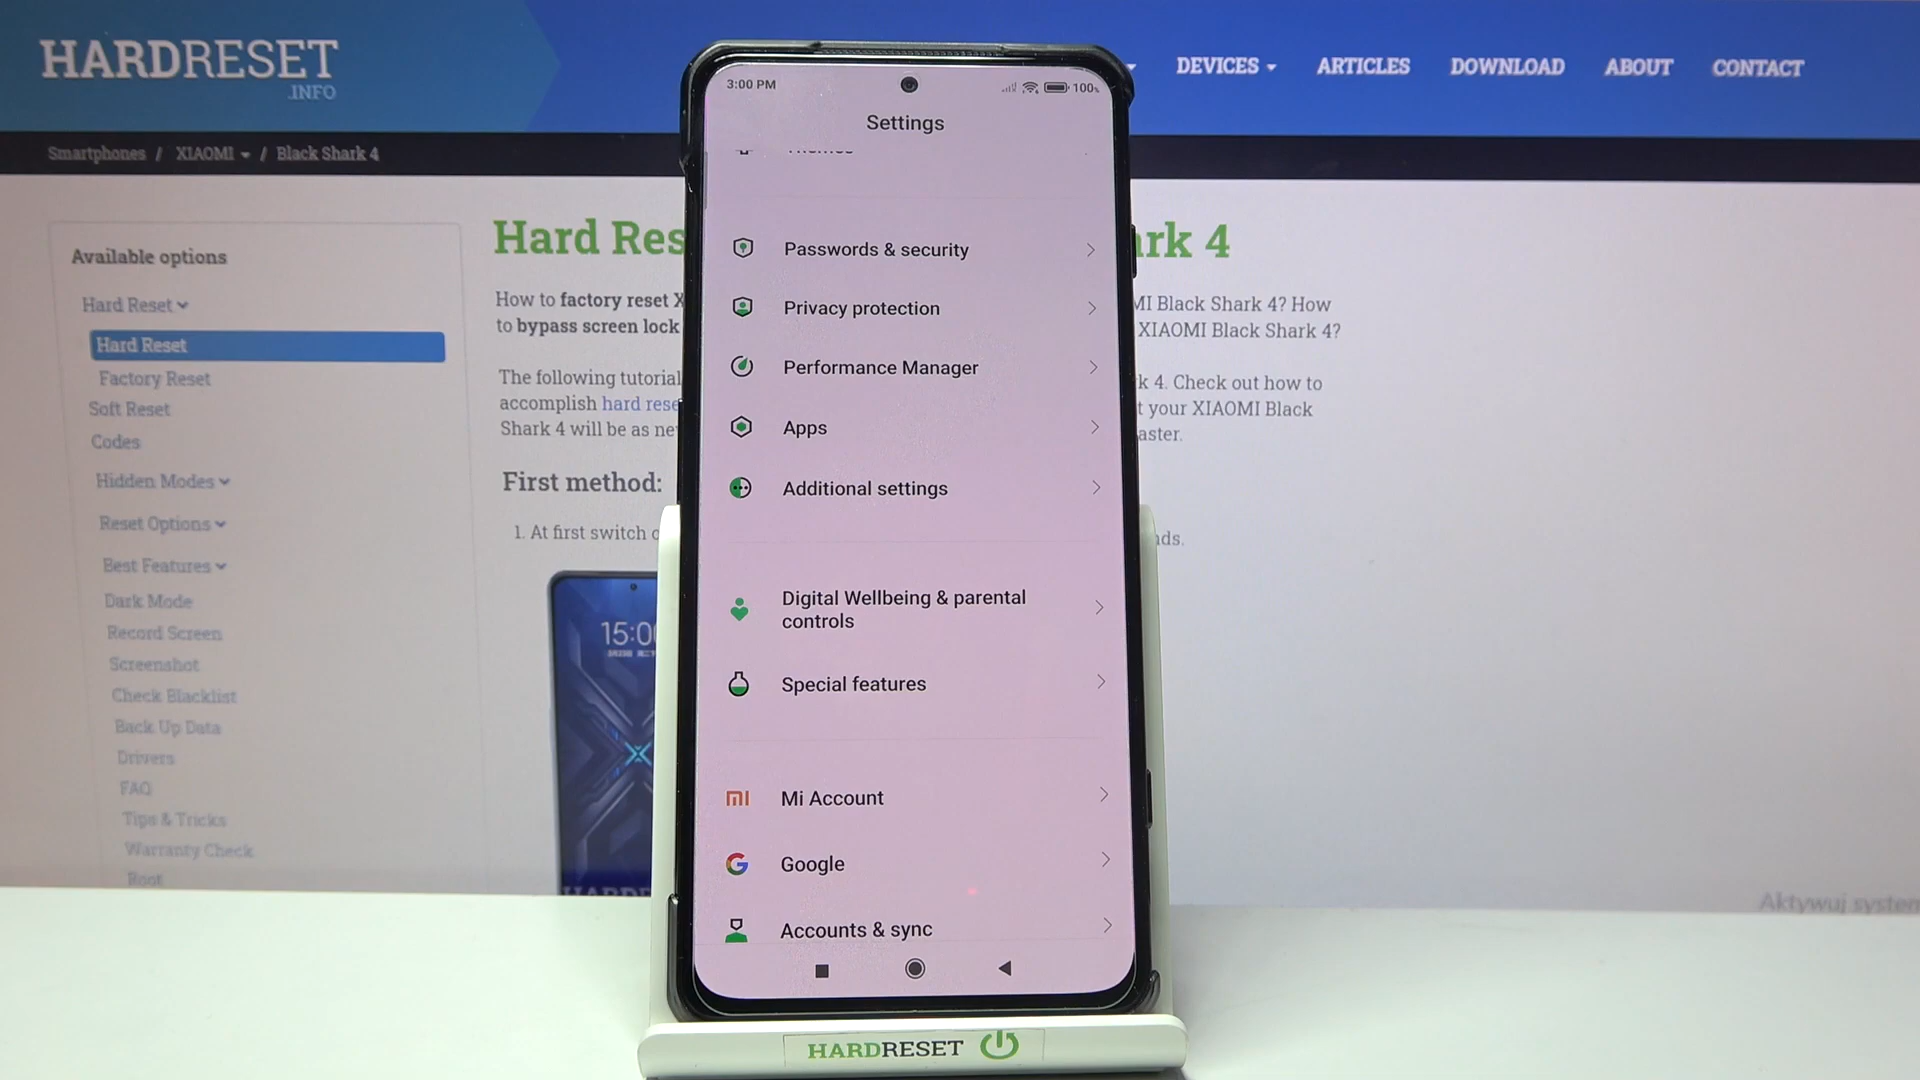 HARDRESET
.INFO
DEVICES
ARTICLES
DOWNLOAD
ABOUT
CONTACT
Smartphones / XIAOMI / Black Shark 4
Available options
Hard Reset
Hard Reset
Factory Reset
Soft Reset
Codes
Hidden Modes
Reset Options
Best Features
Dark Mode
Record Screen
Screenshot
Check Blacklist
Back Up Data
Drivers
FAQ
Tips & Tricks
Warranty Check
Root
Hard Res
ark 4
How to factory reset X
MI Black Shark 4? How
to bypass screen lock
XIAOMI Black Shark 4?
The following tutorial
k 4. Check out how to
accomplish hard rese
t your XIAOMI Black
Shark 4 will be as ne
aster.
First method:
1. At first switch o
nds.
15:00
3:00 PM
100%
Settings
Passwords & security
Privacy protection
Performance Manager
Apps
Additional settings
Digital Wellbeing & parental
controls
Special features
Mi Account
Google
Accounts & sync
HARDRESET
Aktywuj system